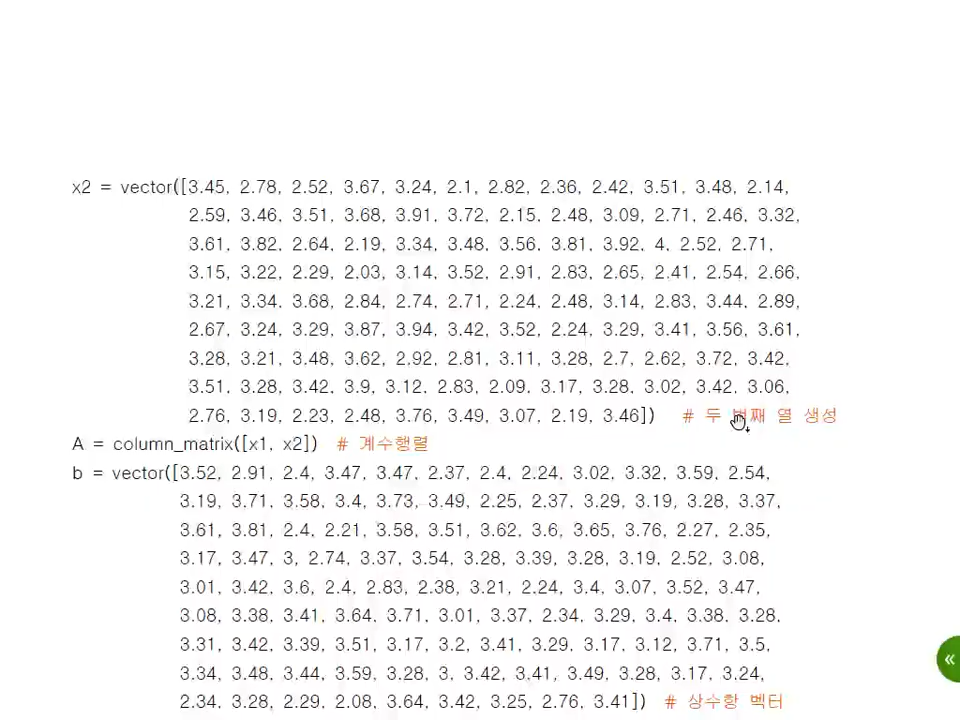 x2 = vector([3.45, 2.78, 2.52, 3.67, 3.24, 2.1, 2.82, 2.36, 2.42, 3.51, 3.48, 2.14,
2.59, 3.46, 3.51, 3.68, 3.91, 3.72, 2.15, 2.48, 3.09, 2.71, 2.46, 3.32,
3.61, 3.82, 2.64, 2.19, 3.34, 3.48, 3.56, 3.81, 3.92, 4, 2.52, 2.71,
3.15, 3.22, 2.29, 2.03, 3.14, 3.52, 2.91, 2.83, 2.65, 2.41, 2.54, 2.66,
3.21, 3.34, 3.68, 2.84, 2.74, 2.71, 2.24, 2.48, 3.14, 2.83, 3.44, 2.89,
2.67, 3.24, 3.29, 3.87, 3.94, 3.42, 3.52, 2.24, 3.29, 3.41, 3.56, 3.61,
3.28, 3.21, 3.48, 3.62, 2.92, 2.81, 3.11, 3.28, 2.7, 2.62, 3.72, 3.42,
3.51, 3.28, 3.42, 3.9, 3.12, 2.83, 2.09, 3.17, 3.28, 3.02, 3.42, 3.06,
2.76, 3.19, 2.23, 2.48, 3.76, 3.49, 3.07, 2.19, 3.46]) # 두 번째 열 생성
A = column_matrix([x1, x2]) # 계수행렬
b = vector([3.52, 2.91, 2.4, 3.47, 3.47, 2.37, 2.4, 2.24, 3.02, 3.32, 3.59, 2.54,
3.19, 3.71, 3.58, 3.4, 3.73, 3.49, 2.25, 2.37, 3.29, 3.19, 3.28, 3.37,
3.61, 3.81, 2.4, 2.21, 3.58, 3.51, 3.62, 3.6, 3.65, 3.76, 2.27, 2.35,
3.17, 3.47, 3, 2.74, 3.37, 3.54, 3.28, 3.39, 3.28, 3.19, 2.52, 3.08,
3.01, 3.42, 3.6, 2.4, 2.83, 2.38, 3.21, 2.24, 3.4, 3.07, 3.52, 3.47,
3.08, 3.38, 3.41, 3.64, 3.71, 3.01, 3.37, 2.34, 3.29, 3.4, 3.38, 3.28,
3.31, 3.42, 3.39, 3.51, 3.17, 3.2, 3.41, 3.29, 3.17, 3.12, 3.71, 3.5,
3.34, 3.48, 3.44, 3.59, 3.28, 3, 3.42, 3.41, 3.49, 3.28, 3.17, 3.24,
2.34, 3.28, 2.29, 2.08, 3.64, 3.42, 3.25, 2.76, 3.41]) # 상수항 벡터